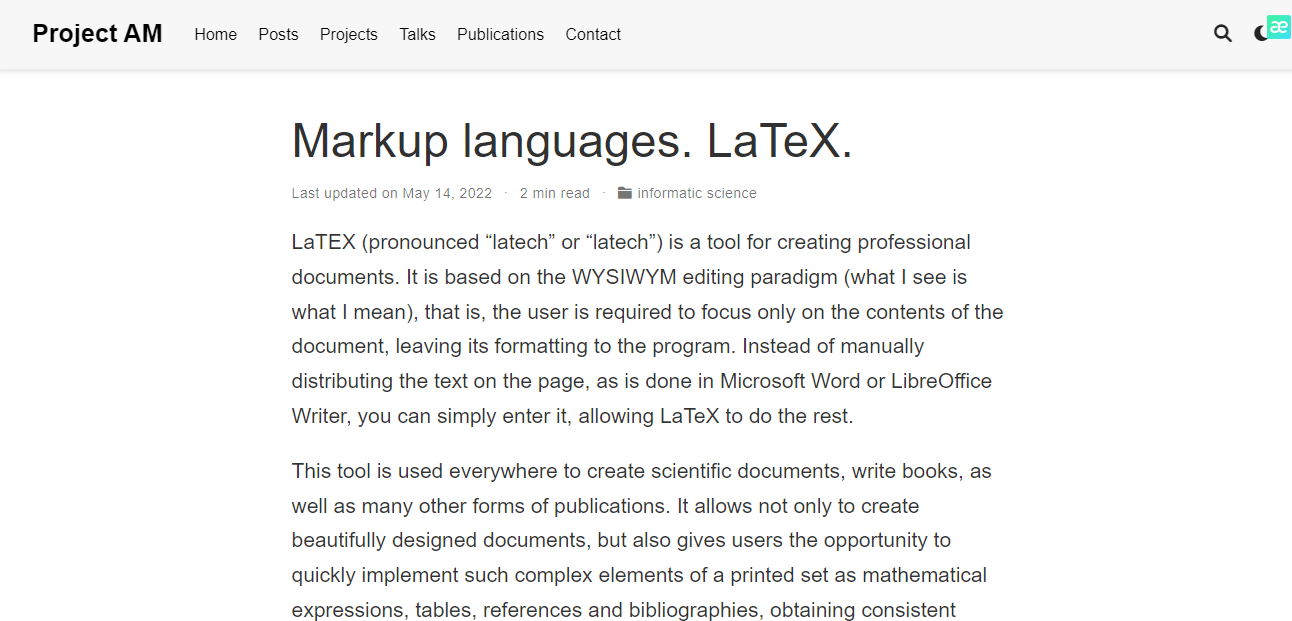 Project AM Home Posts Projects Talks Publications Contact
æ
Markup languages. LaTeX.
Last updated on May 14, 2022 · 2 min read · informatic science
LaTEX (pronounced “latech” or “latech”) is a tool for creating professional
documents. It is based on the WYSIWYM editing paradigm (what I see is
what I mean), that is, the user is required to focus only on the contents of the
document, leaving its formatting to the program. Instead of manually
distributing the text on the page, as is done in Microsoft Word or LibreOffice
Writer, you can simply enter it, allowing LaTeX to do the rest.
This tool is used everywhere to create scientific documents, write books, as
well as many other forms of publications. It allows not only to create
beautifully designed documents, but also gives users the opportunity to
quickly implement such complex elements of a printed set as mathematical
expressions, tables, references and bibliographies, obtaining consistent